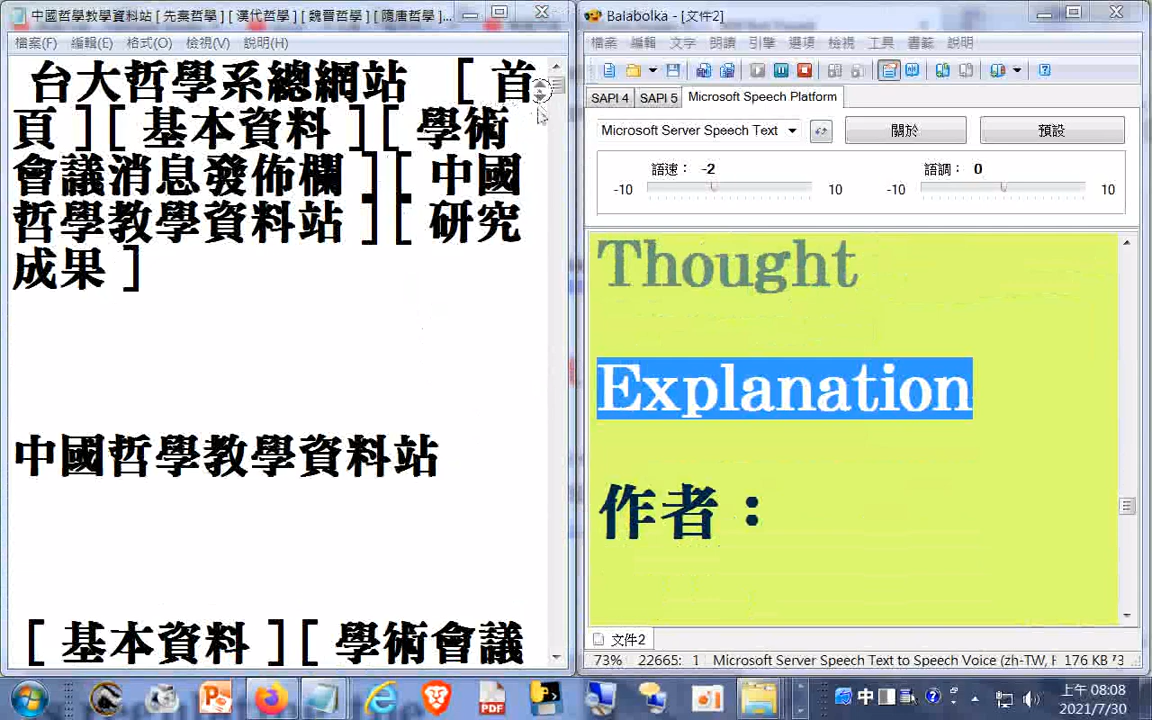 中國哲學教學資料站 [ 先秦哲學 ] [ 漢代哲學 ] [ 魏晉哲學 ] [ 隋唐哲學 ]...
檔案(F) 編輯(E) 格式(O) 檢視(V) 說明(H)
台大哲學系總網站 [ 首
頁 ][ 基本資料 ][ 學術
會議消息發佈欄 ][ 中國
哲學教學資料站 ][ 研究
成果 ]
中國哲學教學資料站
[ 基本資料 ][ 學術會議
Balabolka - [文件2]
檔案 編輯 文字 朗讀 引擎 選項 檢視 工具 書籤 說明
SAPI 4 SAPI 5 Microsoft Speech Platform
Microsoft Server Speech Text 關於 預設
語速： -2 語調： 0
-10 10 -10 10
Thought
Explanation
作者：
文件2
73% 22665: 1 Microsoft Server Speech Text to Speech Voice (zh-TW, 176 KB
PDF
中
上午 08:08
2021/7/30